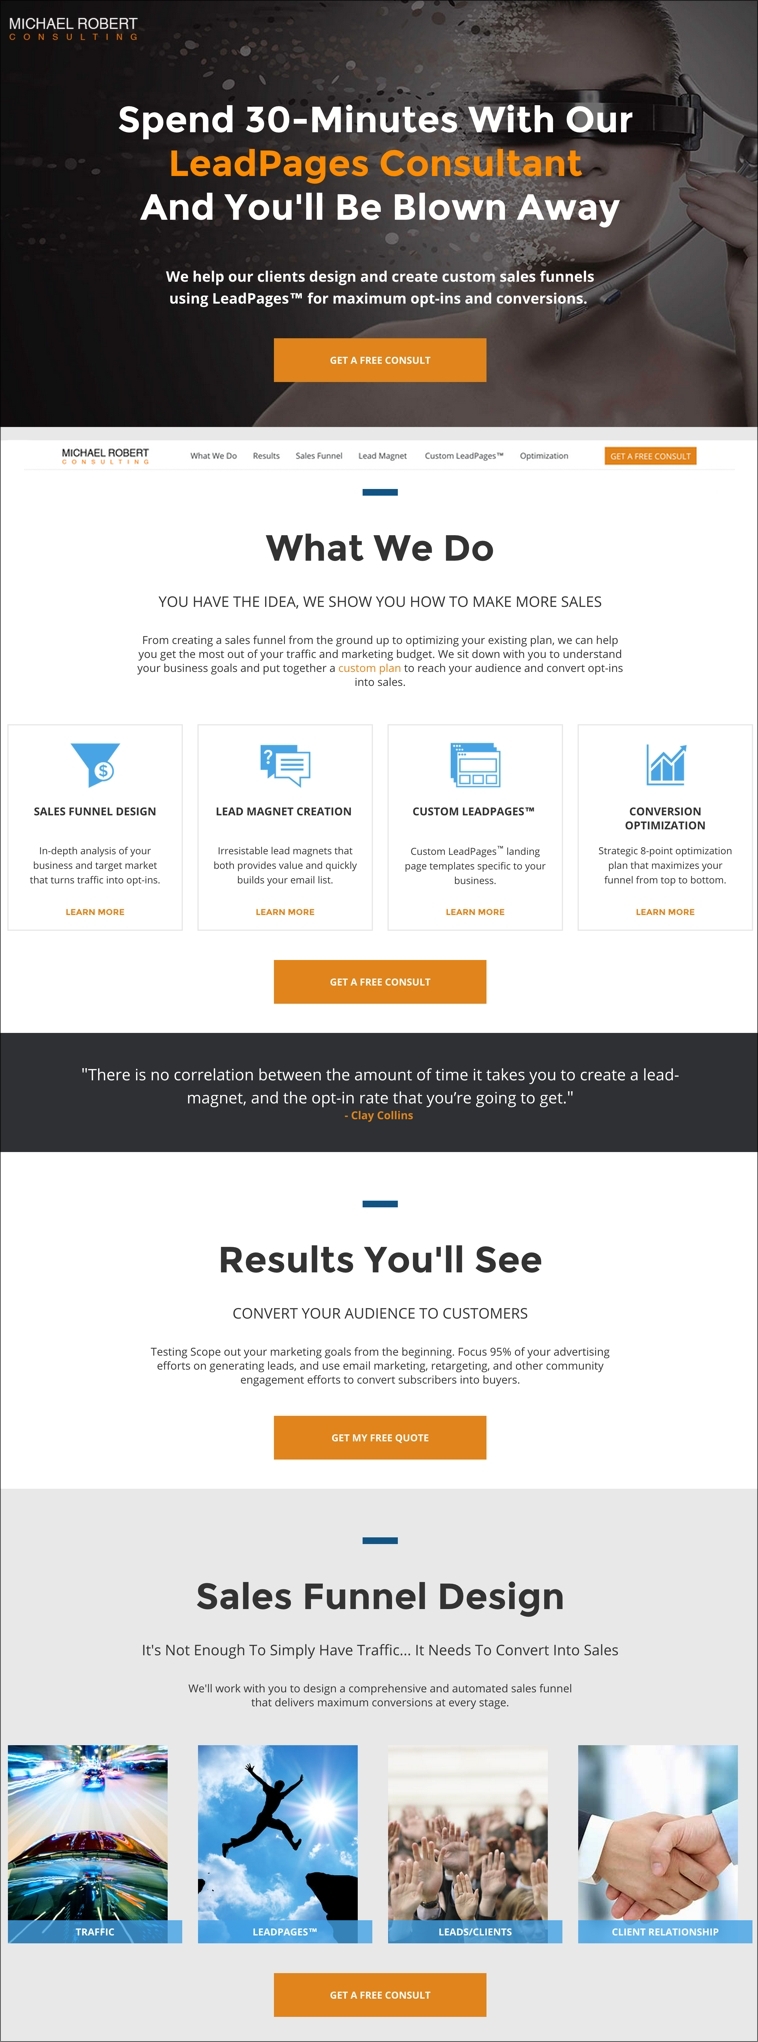 MICHAEL ROBERT
CONSULTING
Spend 30-Minutes With Our
LeadPages Consultant
And You'll Be Blown Away
We help our clients design and create custom sales funnels
using LeadPages™ for maximum opt-ins and conversions.
GET A FREE CONSULT
MICHAEL ROBERT
CONSULTING
What We Do Results Sales Funnel Lead Magnet Custom LeadPages™ Optimization GET A FREE CONSULT
What We Do
YOU HAVE THE IDEA, WE SHOW YOU HOW TO MAKE MORE SALES
From creating a sales funnel from the ground up to optimizing your existing plan, we can help
you get the most out of your traffic and marketing budget. We sit down with you to understand
your business goals and put together a custom plan to reach your audience and convert opt-ins
into sales.
SALES FUNNEL DESIGN
In-depth analysis of your
business and target market
that turns traffic into opt-ins.
LEARN MORE
LEAD MAGNET CREATION
Irresistable lead magnets that
both provides value and quickly
builds your email list.
LEARN MORE
CUSTOM LEADPAGES™
Custom LeadPages™ landing
page templates specific to your
business.
LEARN MORE
CONVERSION
OPTIMIZATION
Strategic 8-point optimization
plan that maximizes your
funnel from top to bottom.
LEARN MORE
GET A FREE CONSULT
"There is no correlation between the amount of time it takes you to create a lead-
magnet, and the opt-in rate that you’re going to get."
- Clay Collins
Results You'll See
CONVERT YOUR AUDIENCE TO CUSTOMERS
Testing Scope out your marketing goals from the beginning. Focus 95% of your advertising
efforts on generating leads, and use email marketing, retargeting, and other community
engagement efforts to convert subscribers into buyers.
GET MY FREE QUOTE
Sales Funnel Design
It's Not Enough To Simply Have Traffic... It Needs To Convert Into Sales
We'll work with you to design a comprehensive and automated sales funnel
that delivers maximum conversions at every stage.
TRAFFIC
LEADPAGES™
LEADS/CLIENTS
CLIENT RELATIONSHIP
GET A FREE CONSULT